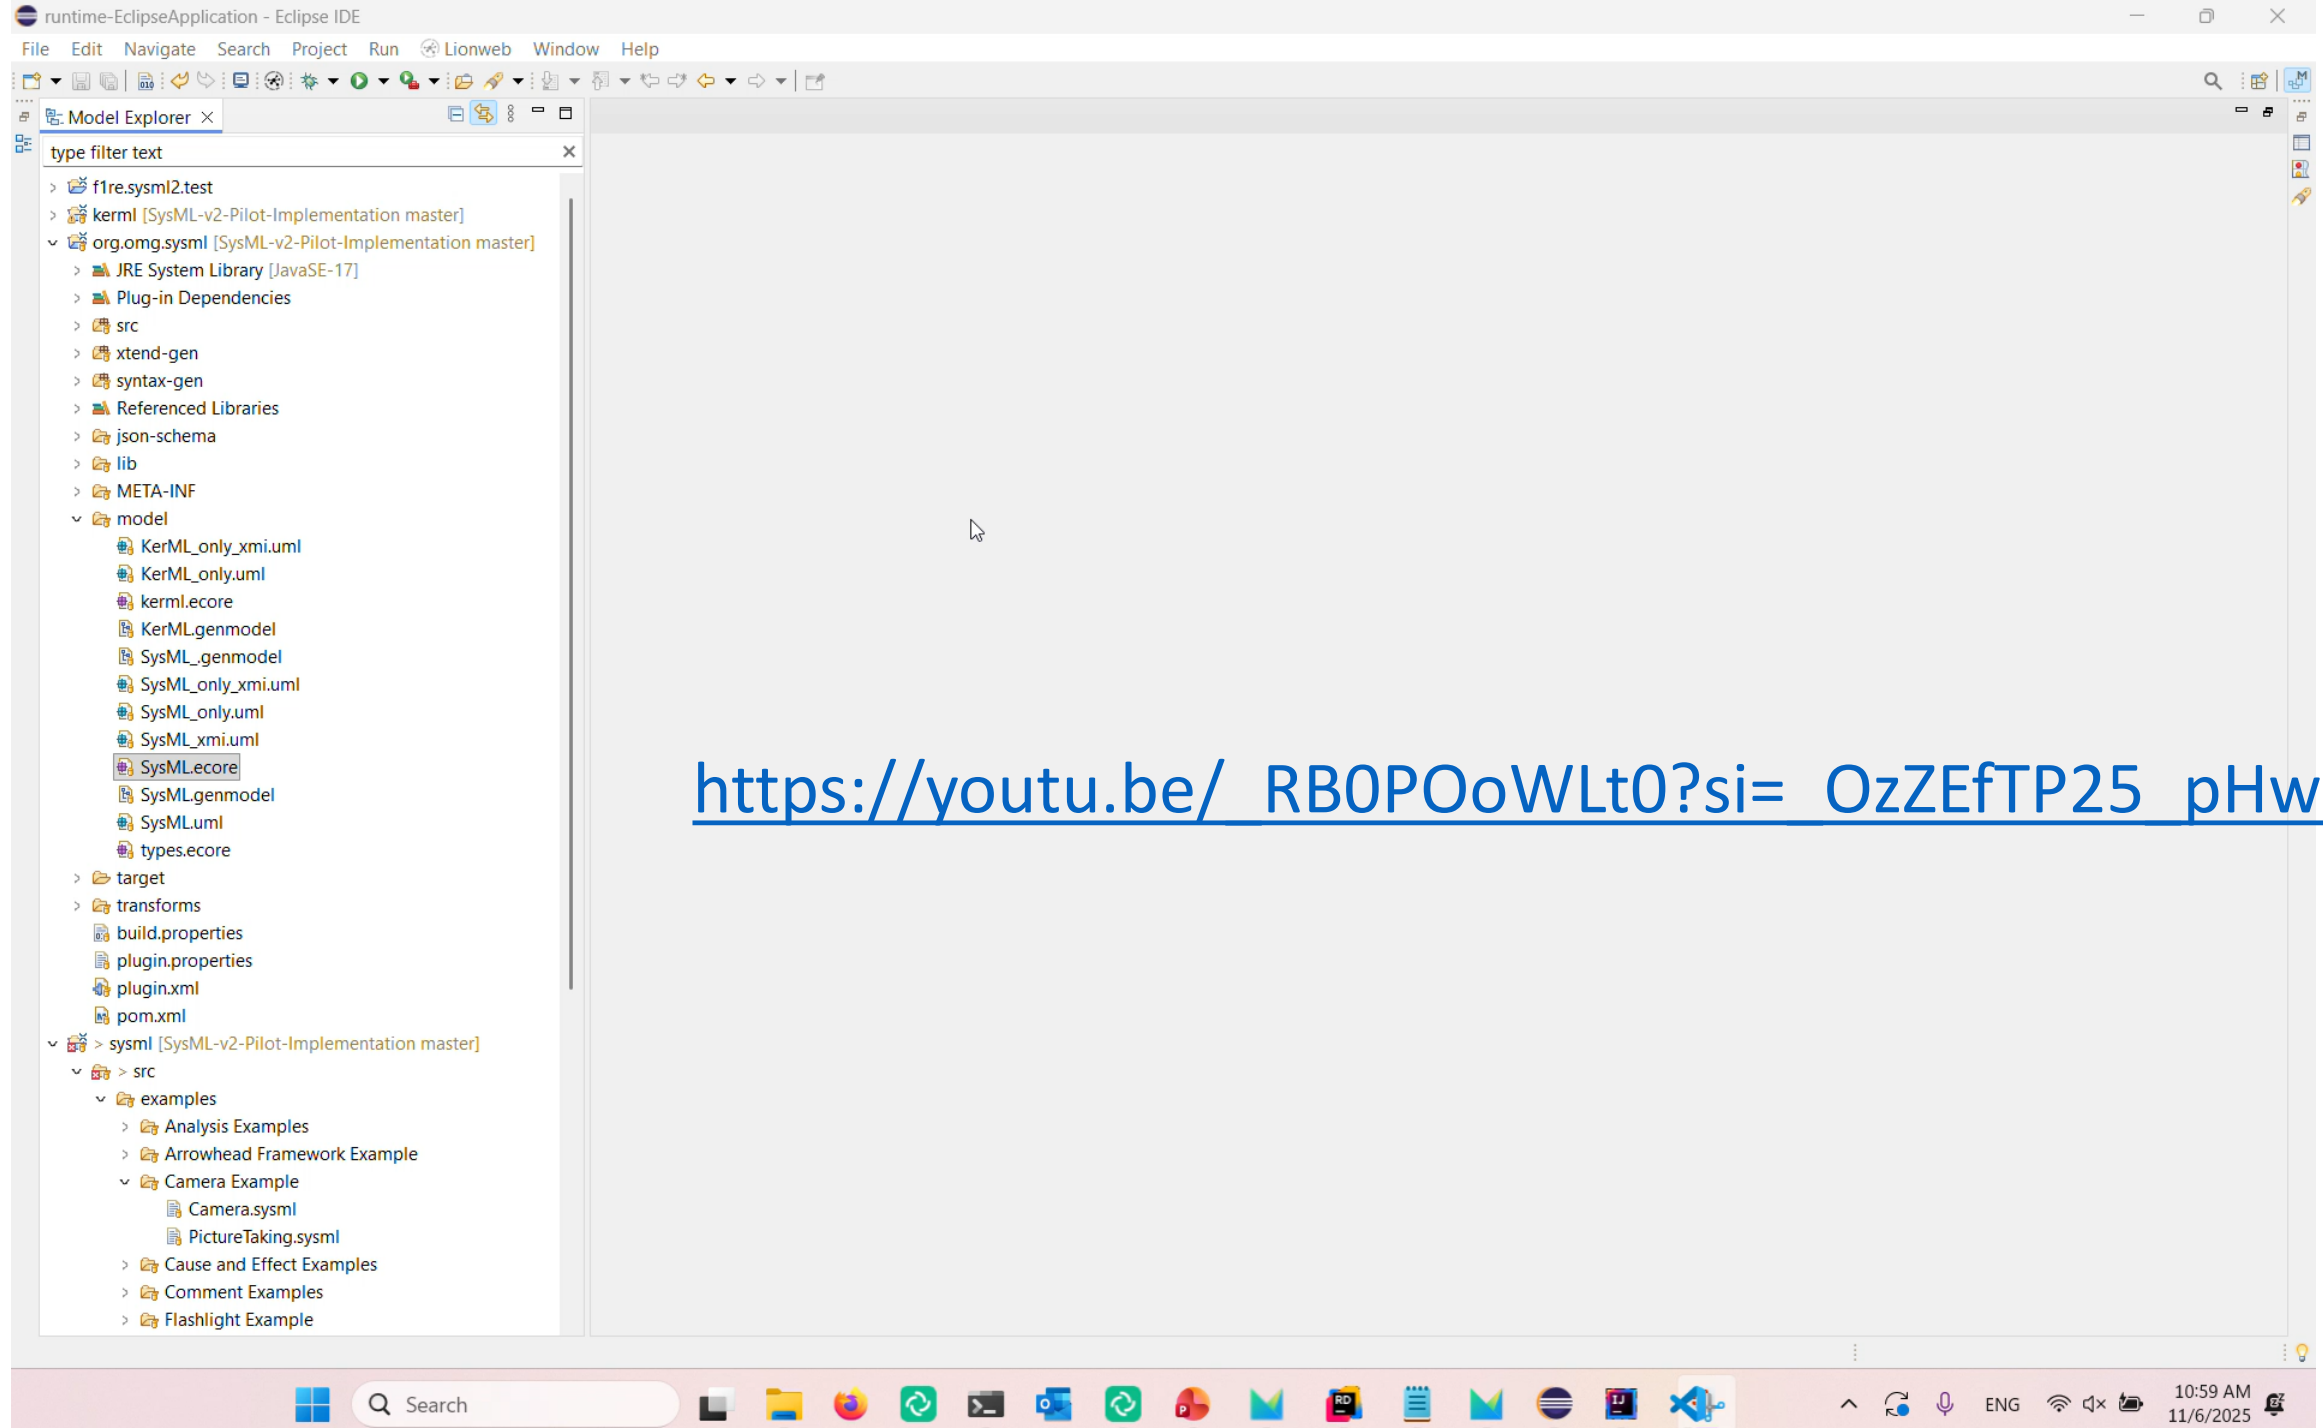 runtime-EclipseApplication - Eclipse IDE
File Edit Navigate Search Project Run Lionweb Window Help
Model Explorer
type filter text
f1re.sysml2.test
kerml [SysML-v2-Pilot-Implementation master]
org.omg.sysml [SysML-v2-Pilot-Implementation master]
JRE System Library [JavaSE-17]
Plug-in Dependencies
src
xtend-gen
syntax-gen
Referenced Libraries
json-schema
lib
META-INF
model
KerML_only_xmi.uml
KerML_only.uml
kerml.ecore
KerML.genmodel
SysML_.genmodel
SysML_only_xmi.uml
SysML_only.uml
SysML_xmi.uml
SysML.ecore
SysML.genmodel
SysML.uml
types.ecore
target
transforms
build.properties
plugin.properties
plugin.xml
pom.xml
> sysml [SysML-v2-Pilot-Implementation master]
> src
examples
Analysis Examples
Arrowhead Framework Example
Camera Example
Camera.sysml
PictureTaking.sysml
Cause and Effect Examples
Comment Examples
Flashlight Example
https://youtu.be/_RB0POoWLt0?si=_OzZEfTP25_pHw
Search
ENG
10:59 AM
11/6/2025